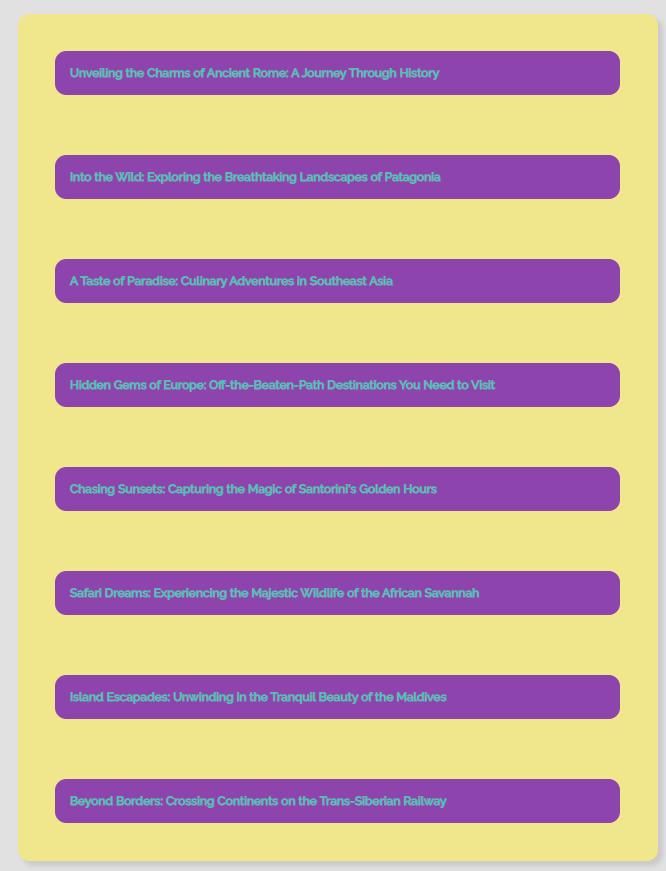 Unveiling the Charms of Ancient Rome: A Journey Through History
Into the Wild: Exploring the Breathtaking Landscapes of Patagonia
A Taste of Paradise: Culinary Adventures in Southeast Asia
Hidden Gems of Europe: Off-the-Beaten-Path Destinations You Need to Visit
Chasing Sunsets: Capturing the Magic of Santorini's Golden Hours
Safari Dreams: Experiencing the Majestic Wildlife of the African Savannah
Island Escapades: Unwinding in the Tranquil Beauty of the Maldives
Beyond Borders: Crossing Continents on the Trans-Siberian Railway